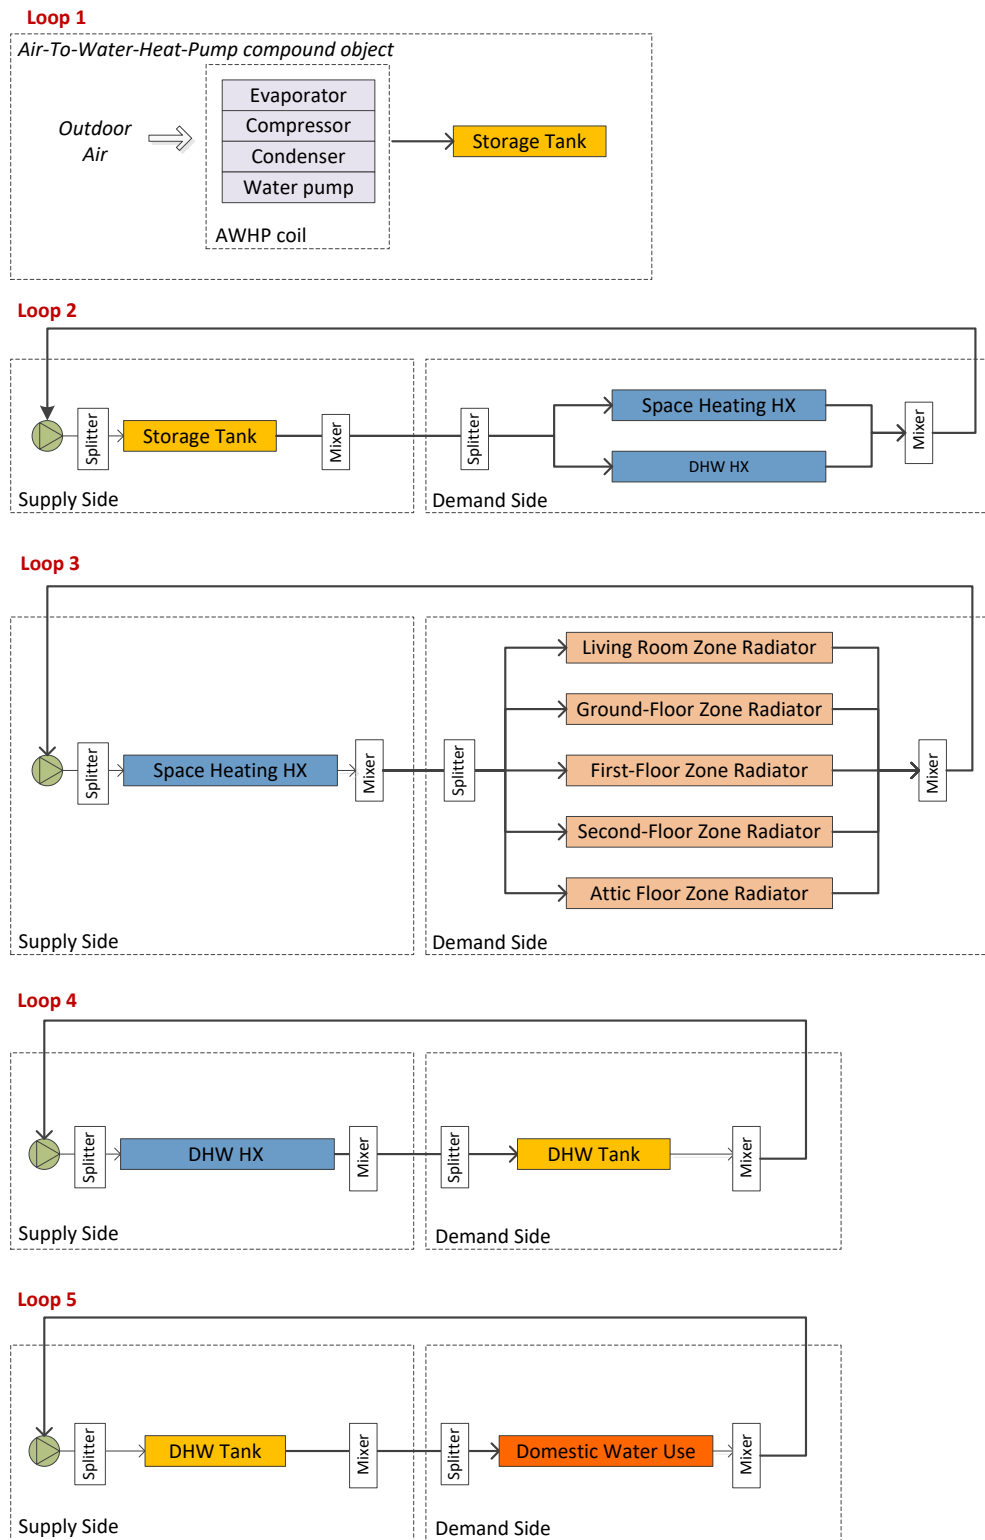 Loop 1
Air-To-Water-Heat-Pump compound object
Outdoor
Air
Evaporator
Compressor
Condenser
Water pump
AWHP coil
Storage Tank
Loop 2
Splitter
Storage Tank
Mixer
Supply Side
Splitter
Space Heating HX
DHW HX
Mixer
Demand Side
Loop 3
Splitter
Space Heating HX
Mixer
Supply Side
Splitter
Living Room Zone Radiator
Ground-Floor Zone Radiator
First-Floor Zone Radiator
Second-Floor Zone Radiator
Attic Floor Zone Radiator
Mixer
Demand Side
Loop 4
Splitter
DHW HX
Mixer
Supply Side
Splitter
DHW Tank
Mixer
Demand Side
Loop 5
Splitter
DHW Tank
Mixer
Supply Side
Splitter
Domestic Water Use
Mixer
Demand Side